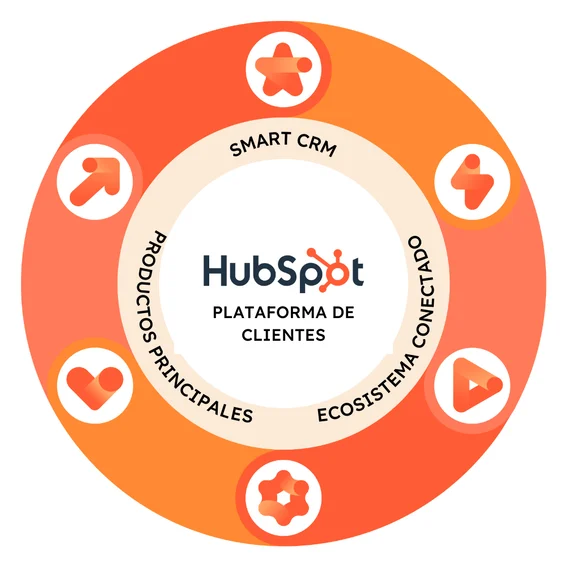 SMART CRM
HubSpot
PLATAFORMA DE
CLIENTES
PRODUCTOS PRINCIPALES
ECOSISTEMA CONECTADO